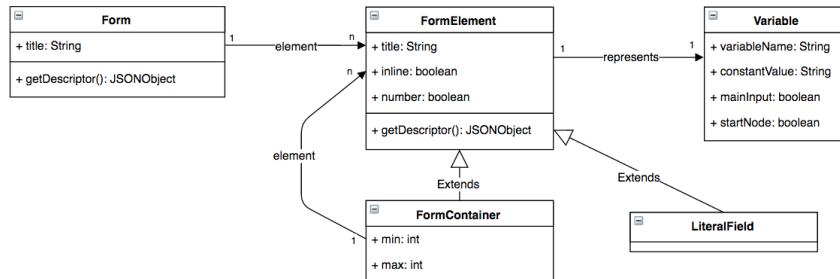 Form
+ title: String
+ getDescriptor(): JSONObject
1
element
n
FormElement
+ title: String
+ inline: boolean
+ number: boolean
+ getDescriptor(): JSONObject
1
represents
1
Variable
+ variableName: String
+ constantValue: String
+ mainInput: boolean
+ startNode: boolean
n
element
1
Extends
Extends
FormContainer
+ min: int
+ max: int
LiteralField